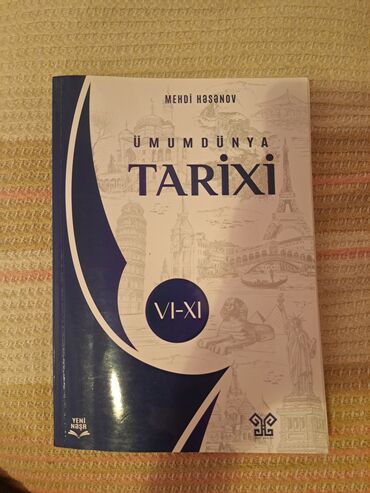 MEHDİ HƏSƏNOV
ÜMUMDÜNYA
TARİXİ
VI-XI
YENİ
NƏŞR